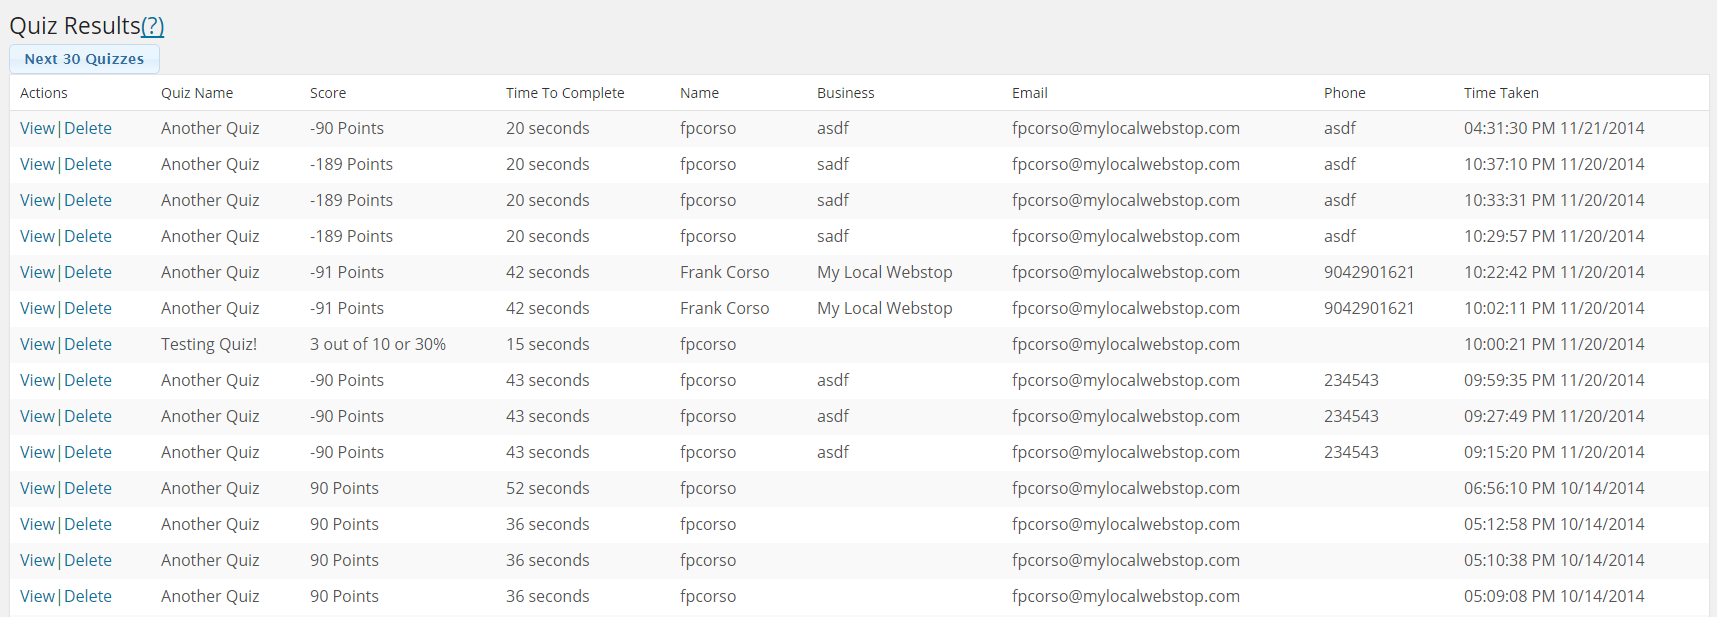 Quiz Results(?)
Next 30 Quizzes
Actions Quiz Name Score Time To Complete Name Business Email Phone Time Taken
View|Delete Another Quiz -90 Points 20 seconds fpcorso asdf fpcorso@mylocalwebstop.com asdf 04:31:30 PM 11/21/2014
View|Delete Another Quiz -189 Points 20 seconds fpcorso sadf fpcorso@mylocalwebstop.com asdf 10:37:10 PM 11/20/2014
View|Delete Another Quiz -189 Points 20 seconds fpcorso sadf fpcorso@mylocalwebstop.com asdf 10:33:31 PM 11/20/2014
View|Delete Another Quiz -189 Points 20 seconds fpcorso sadf fpcorso@mylocalwebstop.com asdf 10:29:57 PM 11/20/2014
View|Delete Another Quiz -91 Points 42 seconds Frank Corso My Local Webstop fpcorso@mylocalwebstop.com 9042901621 10:22:42 PM 11/20/2014
View|Delete Another Quiz -91 Points 42 seconds Frank Corso My Local Webstop fpcorso@mylocalwebstop.com 9042901621 10:02:11 PM 11/20/2014
View|Delete Testing Quiz! 3 out of 10 or 30% 15 seconds fpcorso fpcorso@mylocalwebstop.com 10:00:21 PM 11/20/2014
View|Delete Another Quiz -90 Points 43 seconds fpcorso asdf fpcorso@mylocalwebstop.com 234543 09:59:35 PM 11/20/2014
View|Delete Another Quiz -90 Points 43 seconds fpcorso asdf fpcorso@mylocalwebstop.com 234543 09:27:49 PM 11/20/2014
View|Delete Another Quiz -90 Points 43 seconds fpcorso asdf fpcorso@mylocalwebstop.com 234543 09:15:20 PM 11/20/2014
View|Delete Another Quiz 90 Points 52 seconds fpcorso fpcorso@mylocalwebstop.com 06:56:10 PM 10/14/2014
View|Delete Another Quiz 90 Points 36 seconds fpcorso fpcorso@mylocalwebstop.com 05:12:58 PM 10/14/2014
View|Delete Another Quiz 90 Points 36 seconds fpcorso fpcorso@mylocalwebstop.com 05:10:38 PM 10/14/2014
View|Delete Another Quiz 90 Points 36 seconds fpcorso fpcorso@mylocalwebstop.com 05:09:08 PM 10/14/2014